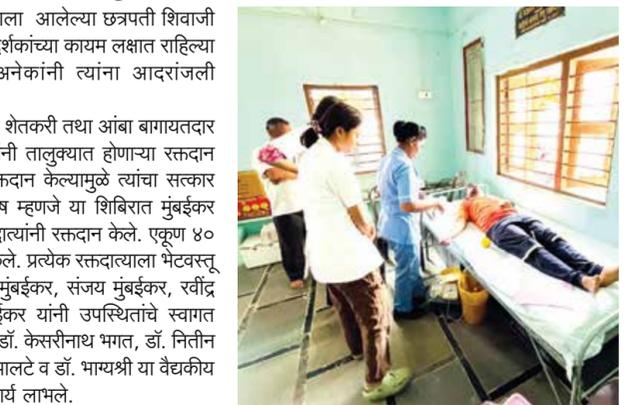 ाला आलेल्या छत्रपती शिवाजी
दर्शकांच्या कायम लक्षात राहिल्या
अनेकांनी त्यांना आदरांजली
शेतकरी तथा आंबा बागायतदार
ांनी तालुक्यात होणाऱ्या रक्तदान
क्तदान केल्यामुळे त्यांचा सत्कार
ष म्हणजे या शिबिरात मुंबईकर
दात्यांनी रक्तदान केले. एकूण ४०
केले. प्रत्येक रक्तदात्याला भेटवस्तू
मुंबईकर, संजय मुंबईकर, रवींद्र
ईकर यांनी उपस्थितांचे स्वागत
डॉ. केसरीनाथ भगत, डॉ. नितीन
पालटे व डॉ. भाग्यश्री या वैद्यकीय
ार्य लाभले.